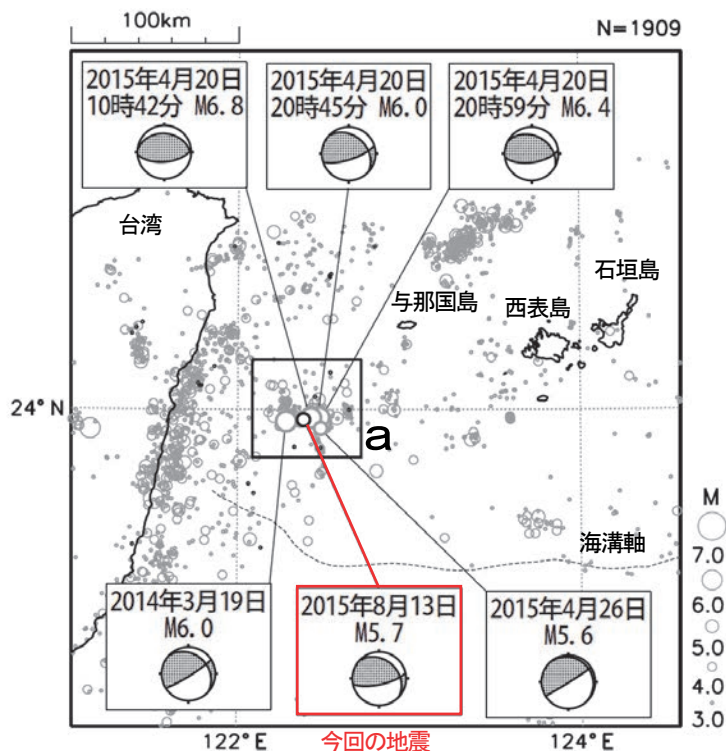 100km
N=1909
2015年4月20日
10時42分 M6.8
2015年4月20日
20時45分 M6.0
2015年4月20日
20時59分 M6.4
台湾
与那国島
西表島
石垣島
24°N
a
海溝軸
M
7.0
6.0
5.0
4.0
3.0
2014年3月19日
M6.0
2015年8月13日
M5.7
2015年4月26日
M5.6
122°E
今回の地震
124°E